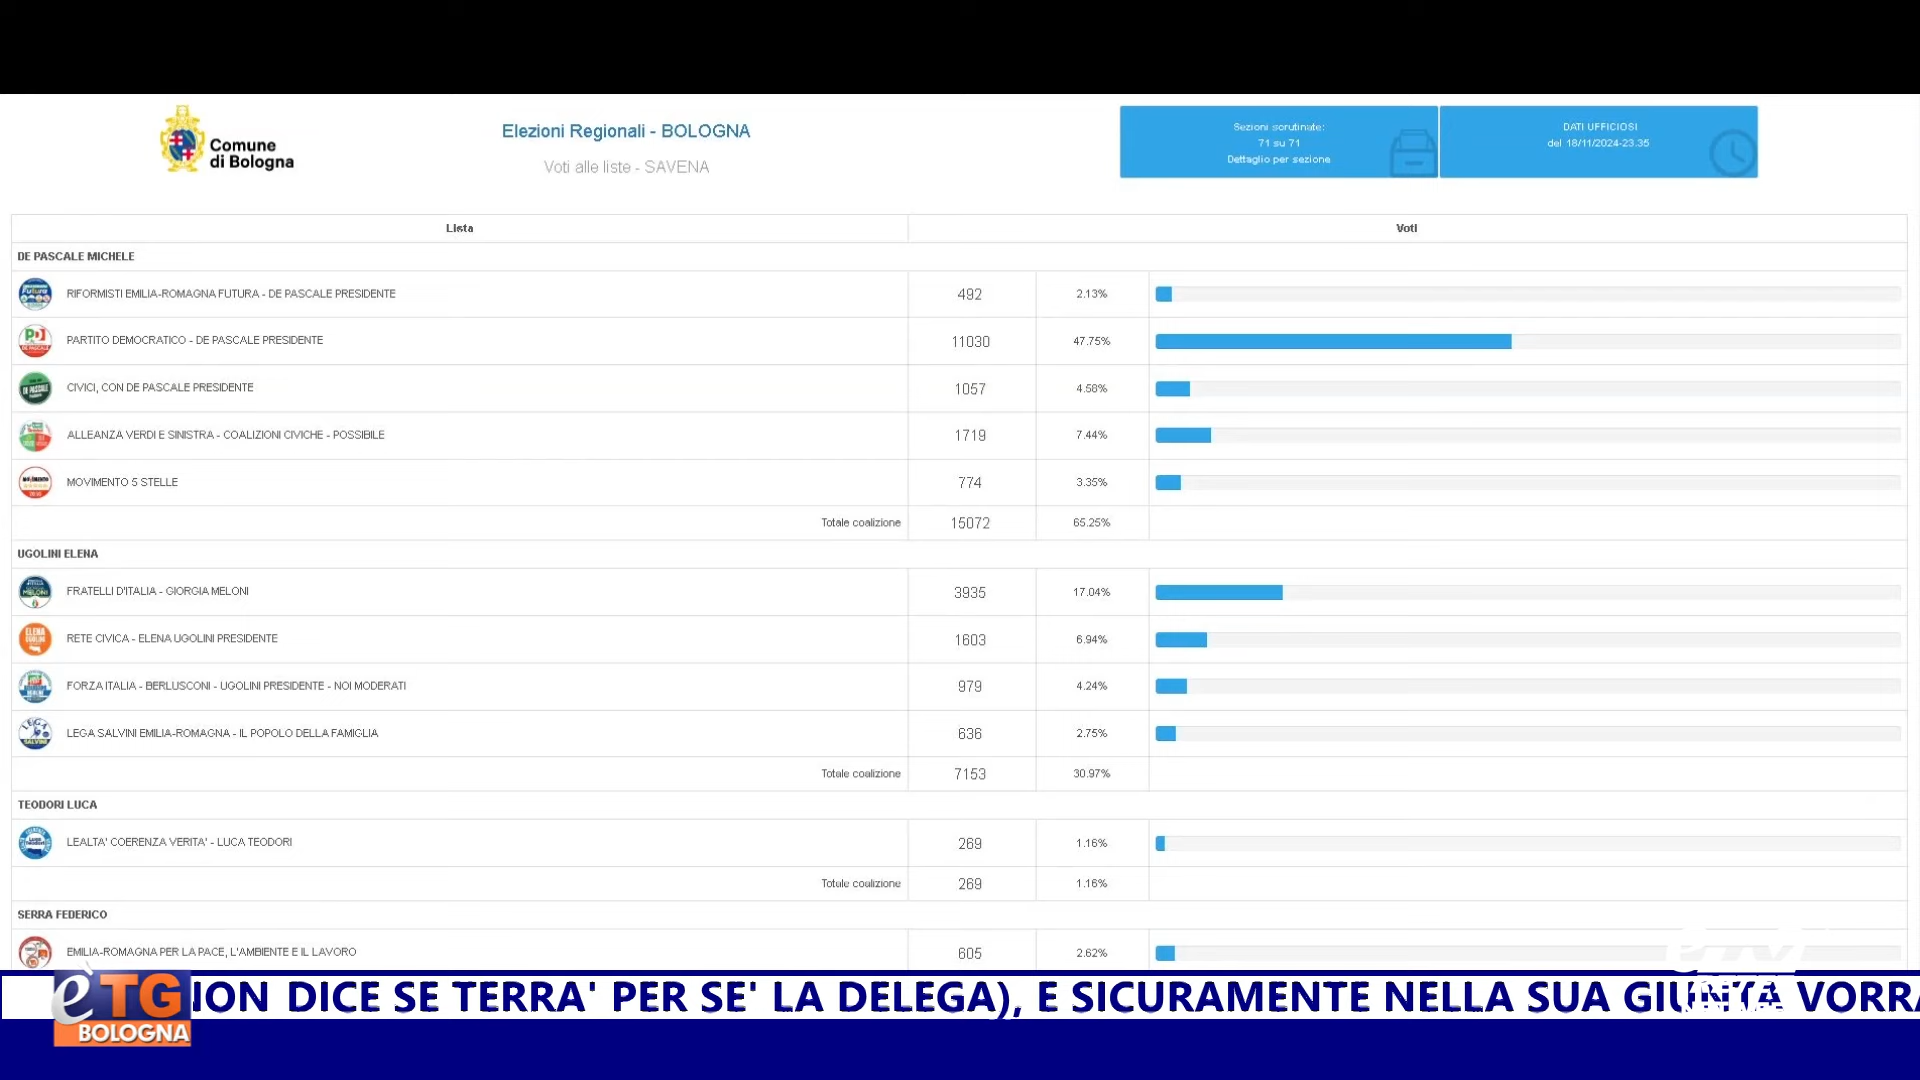 Comune
di Bologna
Elezioni Regionali - BOLOGNA
Voti alle liste - SAVENA
Sezioni scrutinate:
71 su 71
Dettaglio per sezione
DATI UFFICIOSI
del 18/11/2024-23.35
Lista Voti
DE PASCALE MICHELE
RIFORMISTI EMILIA-ROMAGNA FUTURA - DE PASCALE PRESIDENTE 492 2.13%
PARTITO DEMOCRATICO - DE PASCALE PRESIDENTE 11030 47.75%
CIVICI, CON DE PASCALE PRESIDENTE 1057 4.58%
ALLEANZA VERDI E SINISTRA - COALIZIONI CIVICHE - POSSIBILE 1719 7.44%
MOVIMENTO 5 STELLE 774 3.35%
Totale coalizione 15072 65.25%
UGOLINI ELENA
FRATELLI D'ITALIA - GIORGIA MELONI 3935 17.04%
RETE CIVICA - ELENA UGOLINI PRESIDENTE 1603 6.94%
FORZA ITALIA - BERLUSCONI - UGOLINI PRESIDENTE - NOI MODERATI 979 4.24%
LEGA SALVINI EMILIA-ROMAGNA - IL POPOLO DELLA FAMIGLIA 636 2.75%
Totale coalizione 7153 30.97%
TEODORI LUCA
LEALTA' COERENZA VERITA' - LUCA TEODORI 269 1.16%
Totale coalizione 269 1.16%
SERRA FEDERICO
EMILIA-ROMAGNA PER LA PACE, L'AMBIENTE E IL LAVORO 605 2.62%
è TG
BOLOGNA
NON DICE SE TERRA' PER SE' LA DELEGA), E SICURAMENTE NELLA SUA GIUNTA VORRA